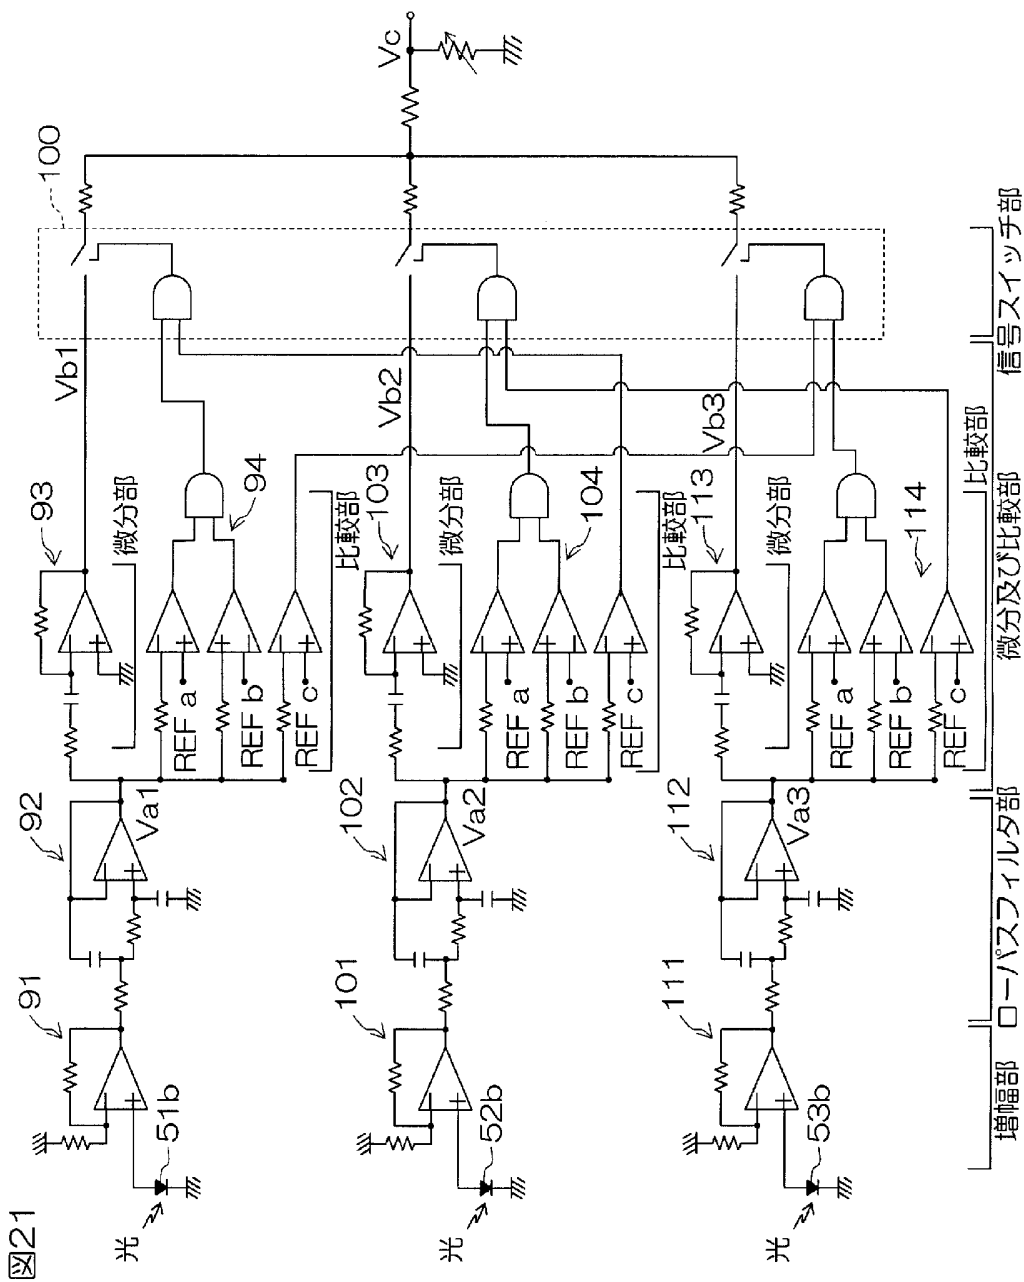 図21
光
51b
91
92
Va1
93
微分部
REF a
REF b
REF c
94
比較部
Vb1
100
Vc
光
52b
101
102
Va2
103
微分部
REF a
REF b
REF c
104
比較部
Vb2
光
53b
111
112
Va3
113
微分部
REF a
REF b
REF c
114
比較部
Vb3
増幅部
ローパスフィルタ部
微分及び比較部
信号スイッチ部